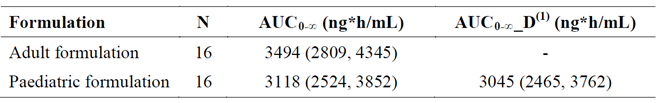 Formulation N AUC0-∞ (ng*h/mL) AUC0-∞_D(1) (ng*h/mL)
Adult formulation 16 3494 (2809, 4345) -
Paediatric formulation 16 3118 (2524, 3852) 3045 (2465, 3762)